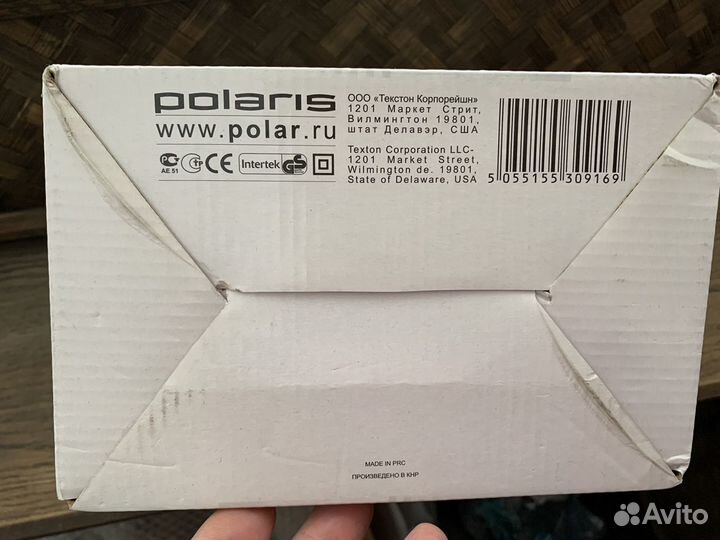 polaris
www.polar.ru
AE 51
CE
Intertek
GS
ООО «Текстон Корпорейшн»
1201 Маркет Стрит,
Вилмингтон 19801,
штат Делавэр, США
Texton Corporation LLC-
1201 Market Street,
Wilmington de. 19801,
State of Delaware, USA
5 055155 309169
MADE IN PRC
ПРОИЗВЕДЕНО В КНР
Avito